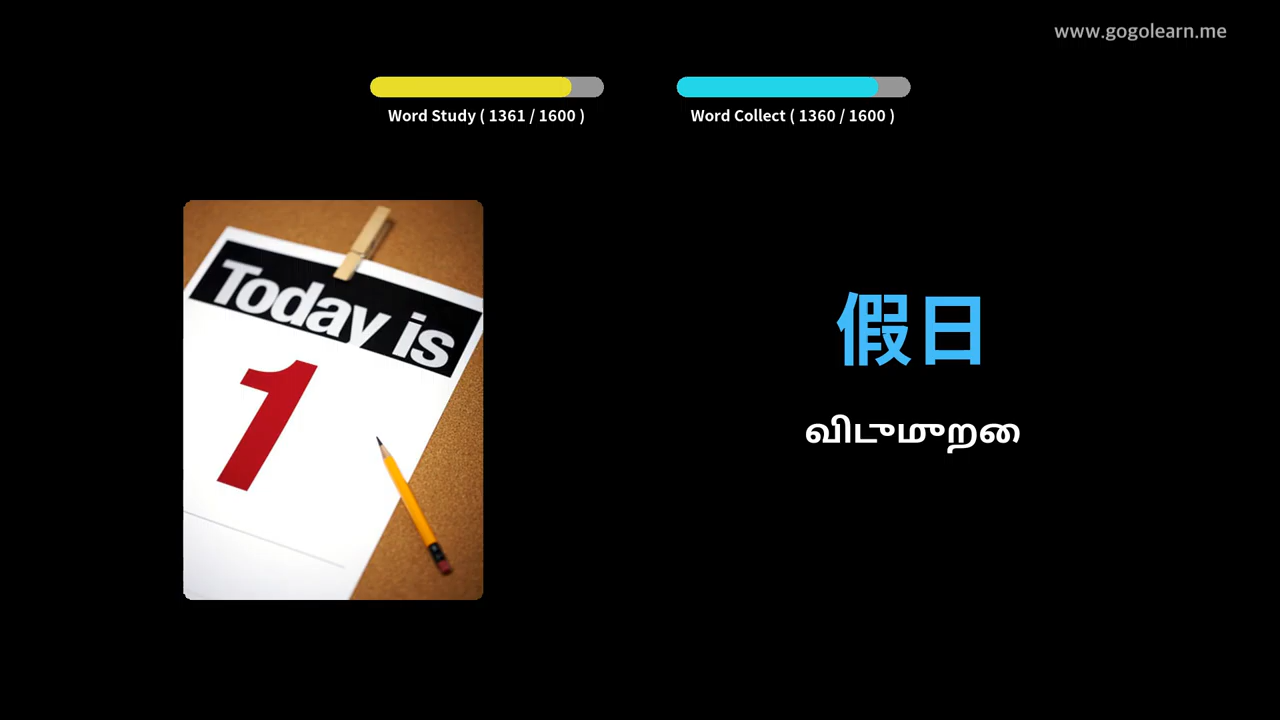 www.gogolearn.me
Word Study ( 1361 / 1600 )
Word Collect ( 1360 / 1600 )
Today is
1
假日
விடுமுறை